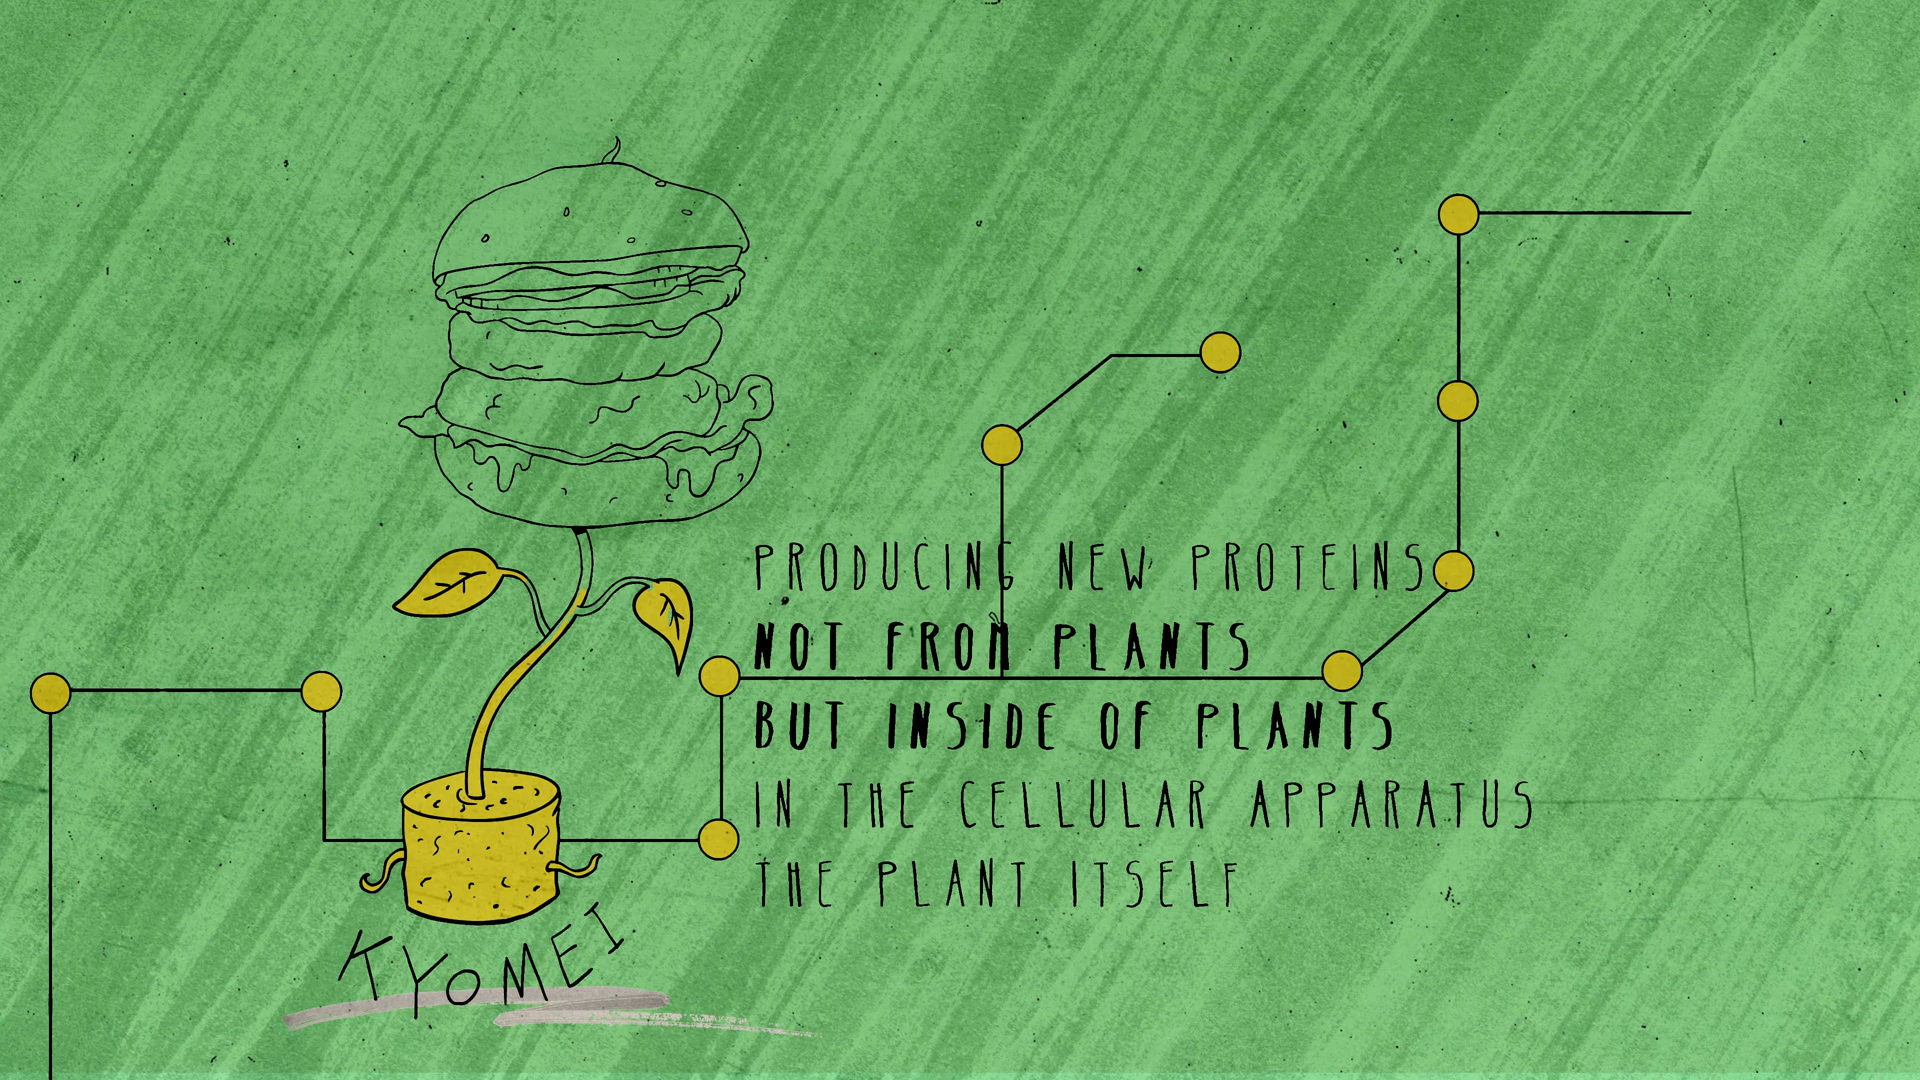 PRODUCING NEW PROTEINS
NOT FROM PLANTS
BUT INSIDE OF PLANTS
IN THE CELLULAR APPARATUS
THE PLANT ITSELF
KYOMEI